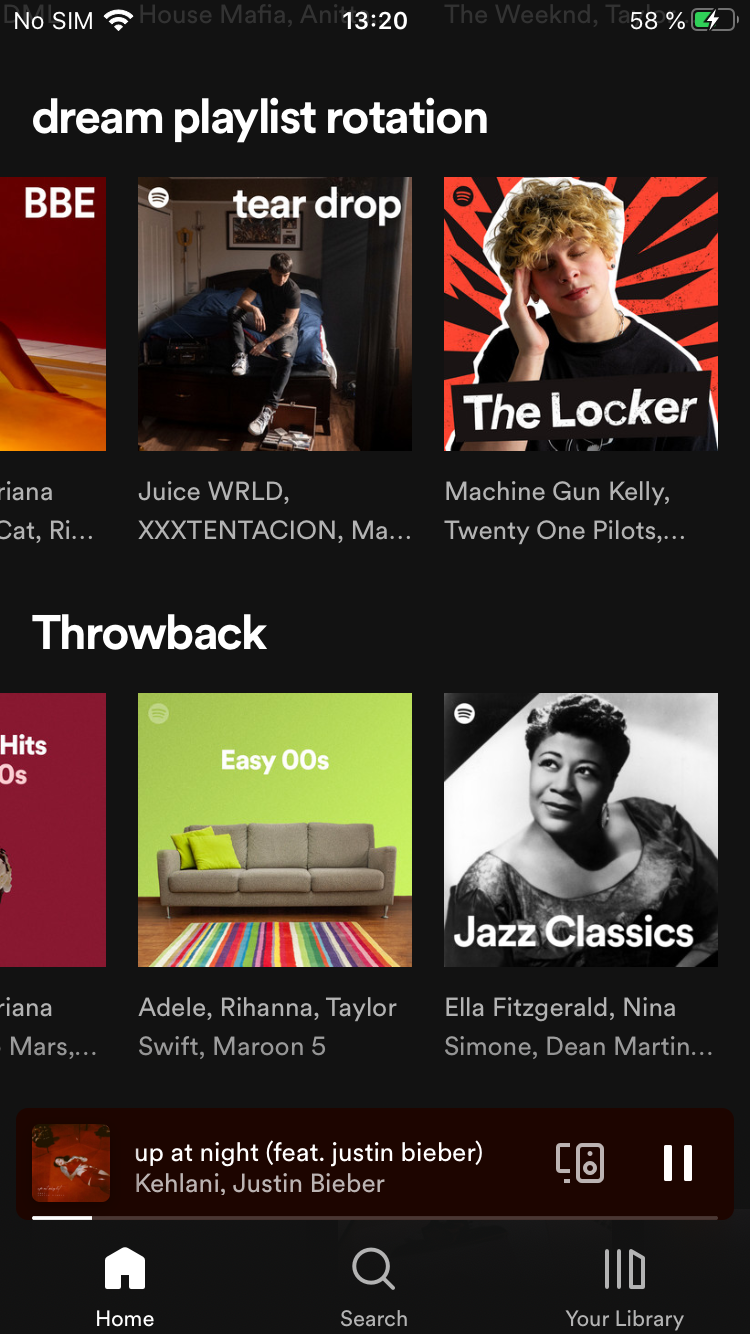 DML House Mafia, Anitta The Weeknd, Taylo
No SIM 13:20 58 %
dream playlist rotation
BBE
tear drop
The Locker
riana
Cat, Ri...
Juice WRLD,
XXXTENTACION, Ma...
Machine Gun Kelly,
Twenty One Pilots,...
Throwback
Hits
0s
Easy 00s
Jazz Classics
riana
Mars,...
Adele, Rihanna, Taylor
Swift, Maroon 5
Ella Fitzgerald, Nina
Simone, Dean Martin...
up at night (feat. justin bieber)
Kehlani, Justin Bieber
Home
Search
Your Library